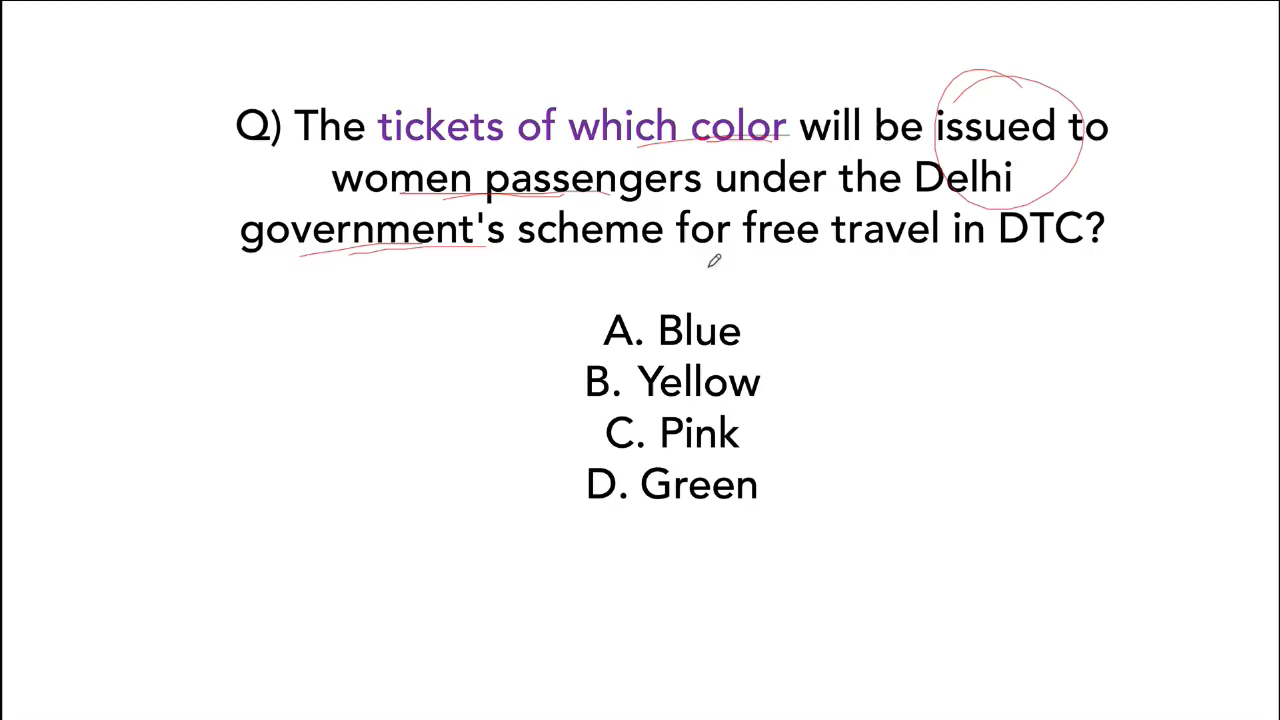 Q) The tickets of which color will be issued to
women passengers under the Delhi
government's scheme for free travel in DTC?
A. Blue
B. Yellow
C. Pink
D. Green